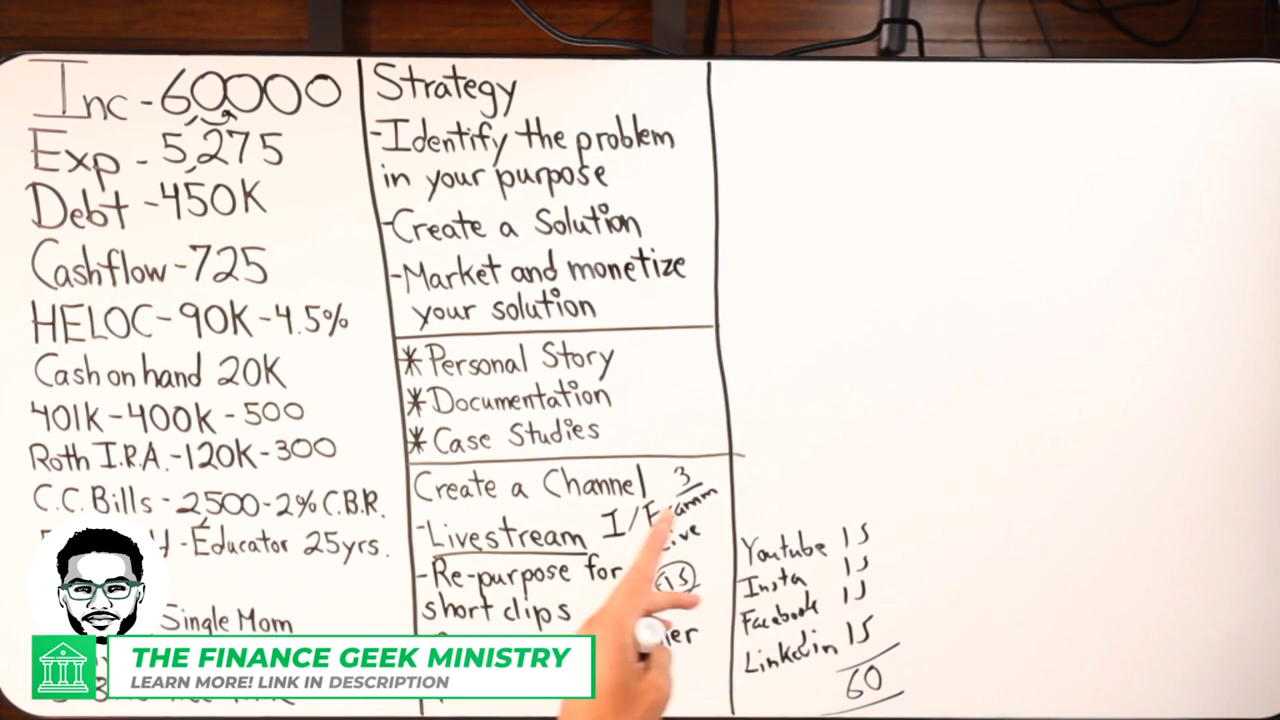 Inc - 60000
Exp - 5,275
Debt - 450K
Cashflow - 725
HELOC - 90K - 4.5%
Cash on hand 20K
401K - 400K - 500
Roth I.R.A. - 120K - 300
C.C. Bills - 2,500 - 2% C.B.R.
- Educator 25yrs.
Single Mom
Strategy
- Identify the problem
in your purpose
- Create a Solution
- Market and monetize
your solution
* Personal Story
* Documentation
* Case Studies
Create a Channel 3
- Livestream
- Re-purpose for 15
short clips
Youtube 15
Insta 15
Facebook 15
Linkedin 15
60
THE FINANCE GEEK MINISTRY
LEARN MORE! LINK IN DESCRIPTION